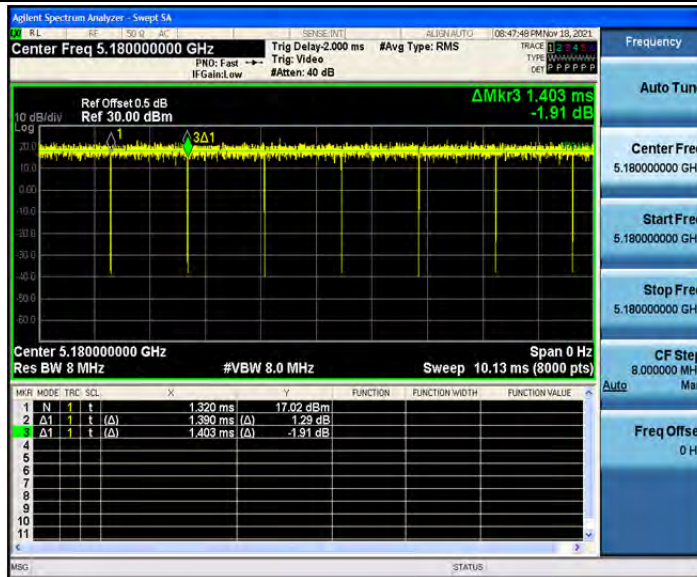 Agilent Spectrum Analyzer - Swept SA
RL RF 50 Ω AC SENSE:INT ALIGN AUTO 08:47:48 PM Nov 18, 2021
Center Freq 5.180000000 GHz
Trig Delay-2.000 ms #Avg Type: RMS
TRACE 1 2 3 4 5 6
PNO: Fast Trig: Video
TYPE
IFGain:Low #Atten: 40 dB
DET P P P P P P
Ref Offset 0.5 dB
ΔMkr3 1.403 ms
10 dB/div Ref 30.00 dBm
-1.91 dB
Log
1
3Δ1
20.0
10.0
0.00
-10.0
-20.0
-30.0
-40.0
-50.0
-60.0
Center 5.180000000 GHz Span 0 Hz
Res BW 8 MHz #VBW 8.0 MHz Sweep 10.13 ms (8000 pts)
MKR MODE TRC SCL X Y FUNCTION FUNCTION WIDTH FUNCTION VALUE
1 N 1 t 1.320 ms 17.02 dBm
2 Δ1 1 t (Δ) 1.390 ms (Δ) 1.29 dB
3 Δ1 1 t (Δ) 1.403 ms (Δ) -1.91 dB
4
5
6
7
8
9
10
11
MSG STATUS
Frequency
Auto Tun
Center Fre
5.180000000 GH
Start Fre
5.180000000 GH
Stop Fre
5.180000000 GH
CF Step
8.000000 MH
Auto Ma
Freq Offse
0 H